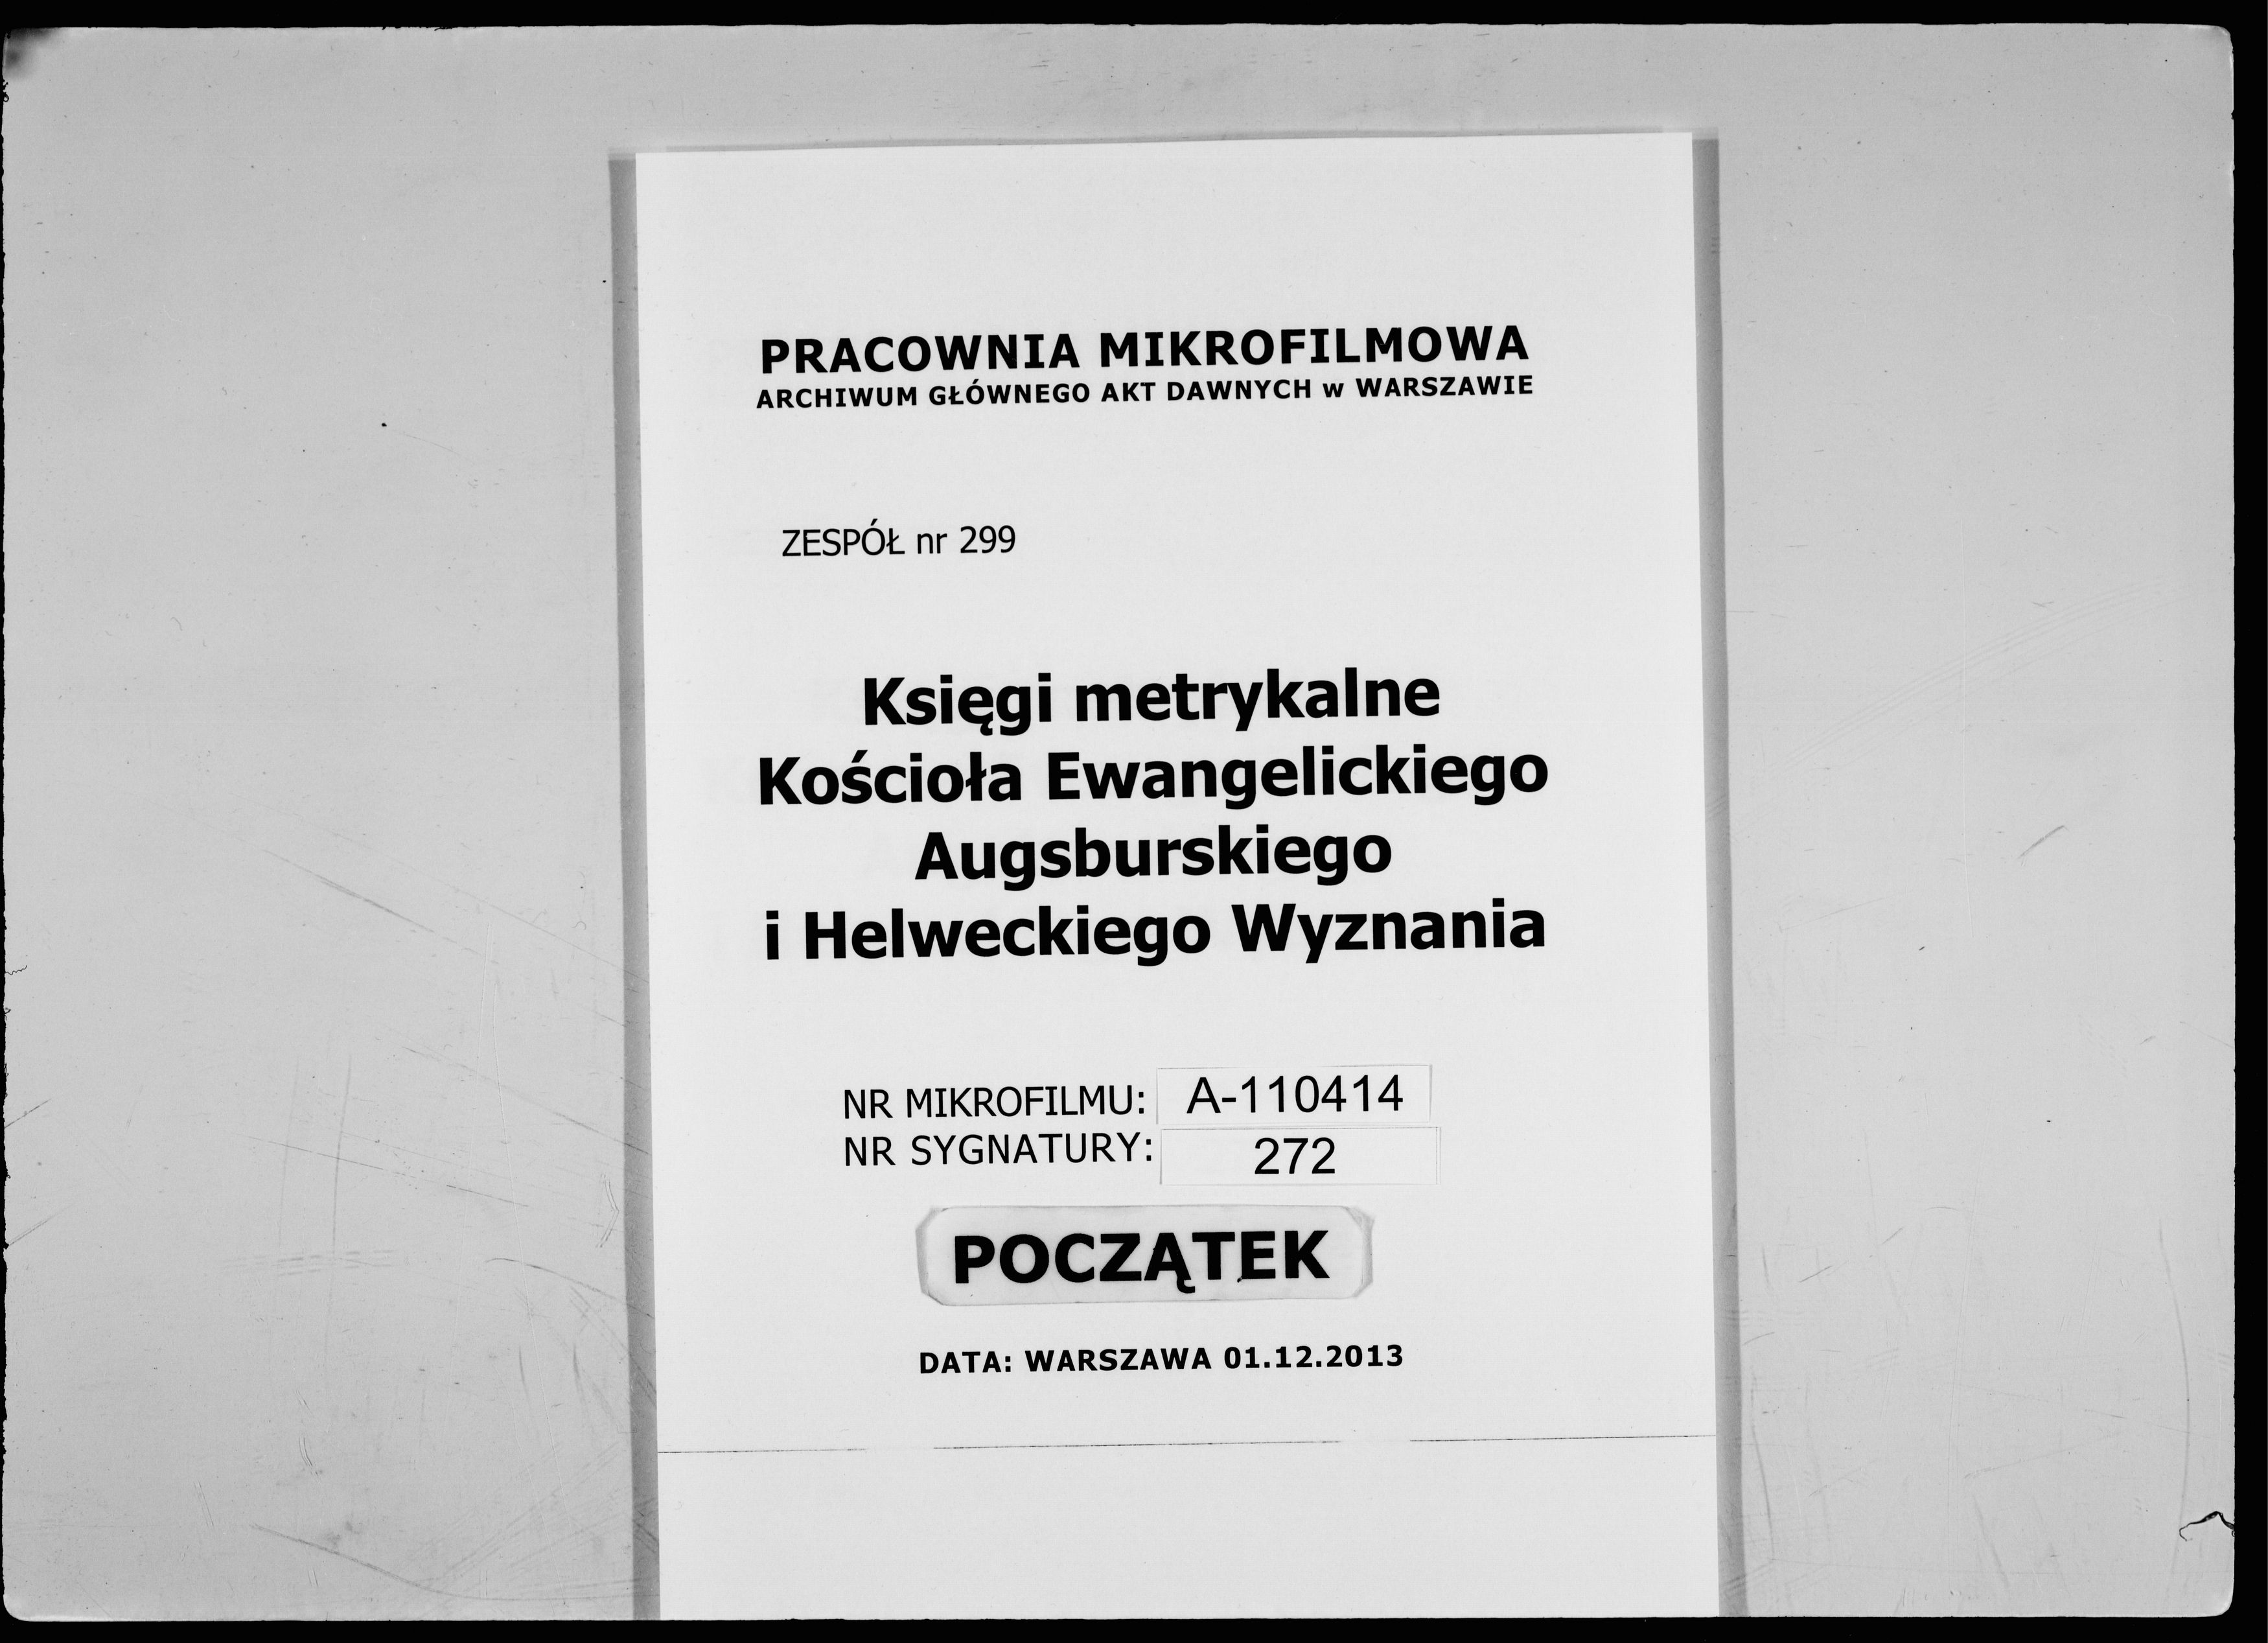 PRACOWNIA MIKROFILMOWA
ARCHIWUM GŁÓWNEGO AKT DAWNYCH w WARSZAWIE
ZESPÓŁ nr 299
Księgi metrykalne
Kościoła Ewangelickiego
Augsburskiego
i Helweckiego Wyznania
NR MIKROFILMU: A-110414
NR SYGNATURY: 272
POCZĄTEK
DATA: WARSZAWA 01.12.2013